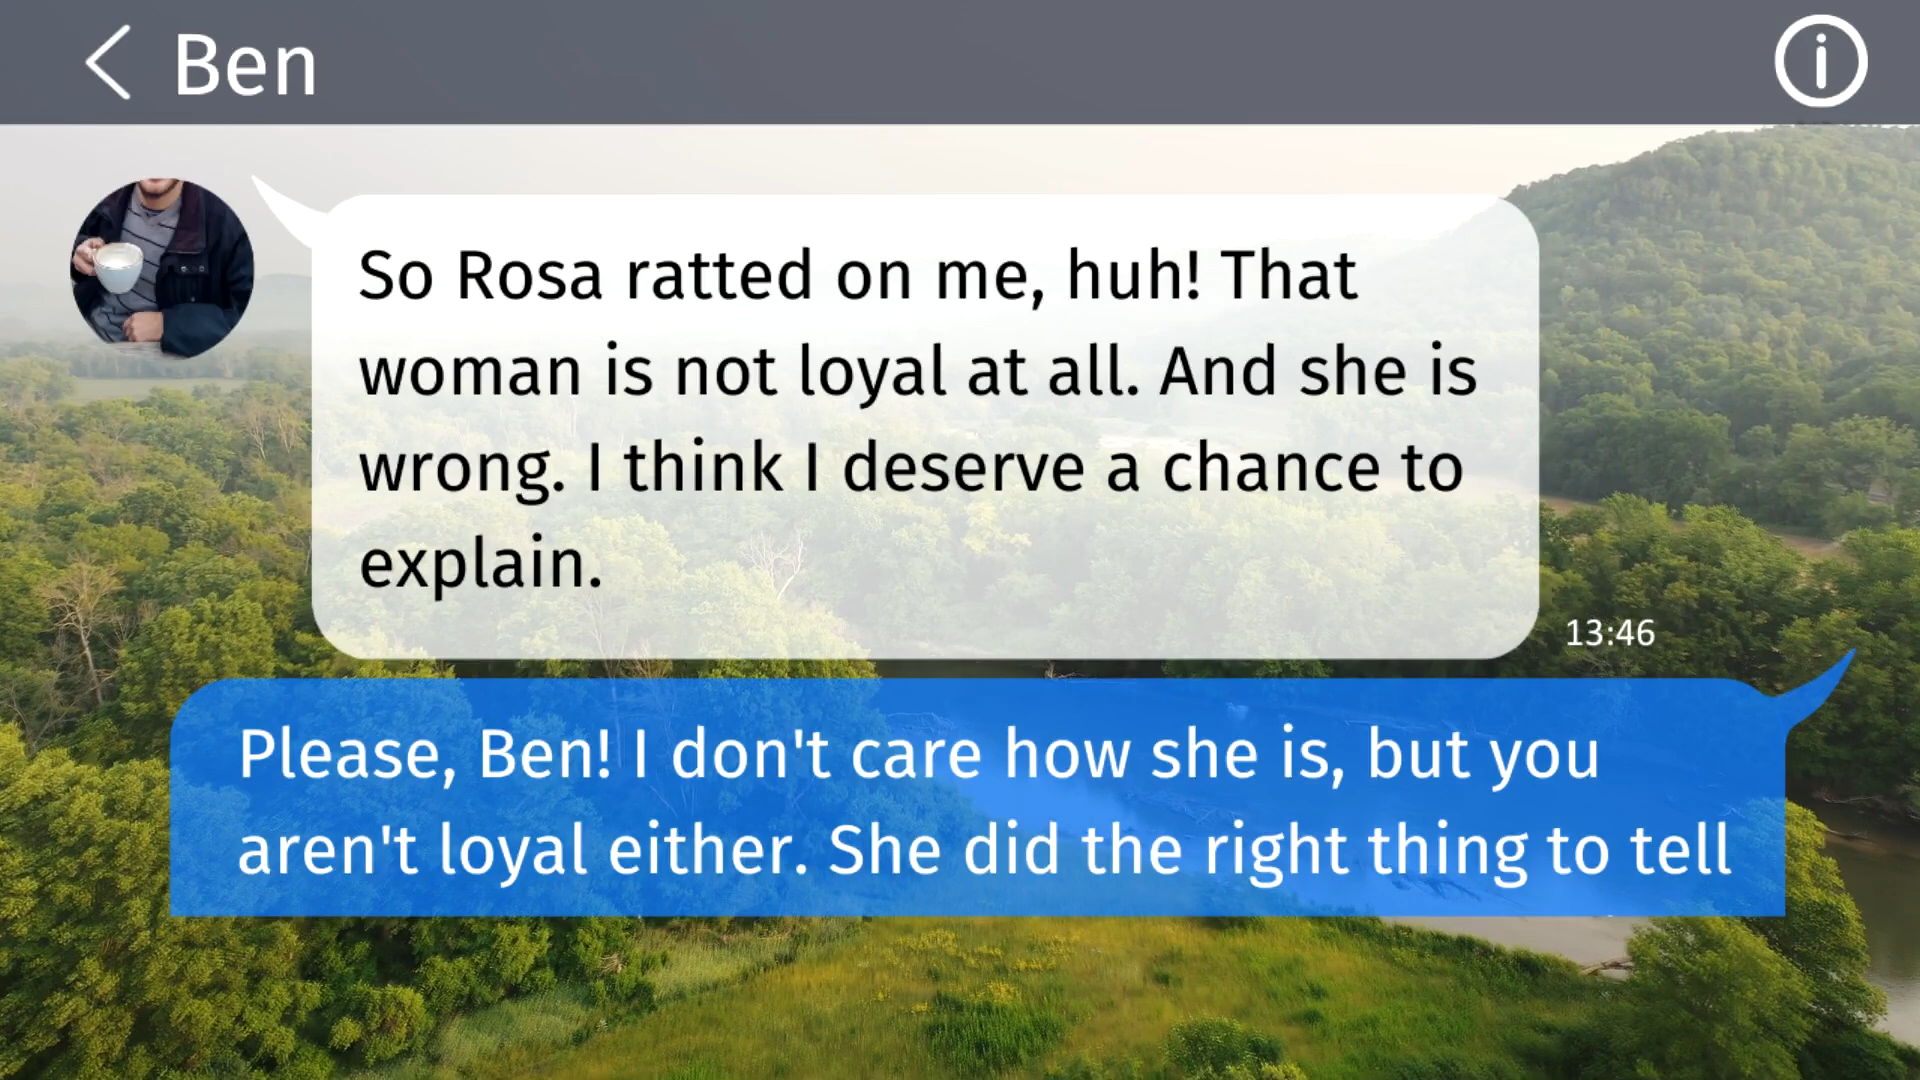 Ben
So Rosa ratted on me, huh! That
woman is not loyal at all. And she is
wrong. I think I deserve a chance to
explain.
13:46
Please, Ben! I don't care how she is, but you
aren't loyal either. She did the right thing to tell